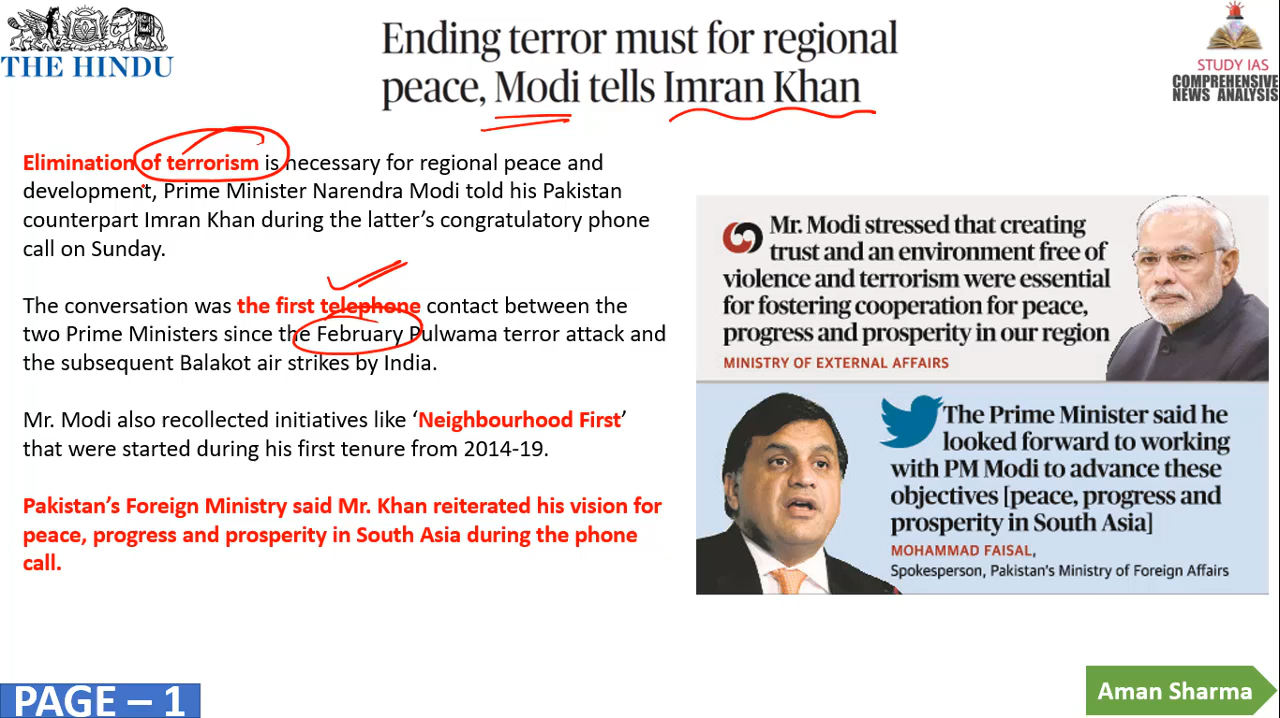 THE HINDU
Ending terror must for regional
peace, Modi tells Imran Khan
STUDY IAS
COMPREHENSIVE
NEWS ANALYSIS
Elimination of terrorism is necessary for regional peace and
development, Prime Minister Narendra Modi told his Pakistan
counterpart Imran Khan during the latter’s congratulatory phone
call on Sunday.
The conversation was the first telephone contact between the
two Prime Ministers since the February Pulwama terror attack and
the subsequent Balakot air strikes by India.
Mr. Modi also recollected initiatives like ‘Neighbourhood First’
that were started during his first tenure from 2014-19.
Pakistan’s Foreign Ministry said Mr. Khan reiterated his vision for
peace, progress and prosperity in South Asia during the phone
call.
Mr. Modi stressed that creating
trust and an environment free of
violence and terrorism were essential
for fostering cooperation for peace,
progress and prosperity in our region
MINISTRY OF EXTERNAL AFFAIRS
The Prime Minister said he
looked forward to working
with PM Modi to advance these
objectives [peace, progress and
prosperity in South Asia]
MOHAMMAD FAISAL,
Spokesperson, Pakistan's Ministry of Foreign Affairs
PAGE – 1
Aman Sharma